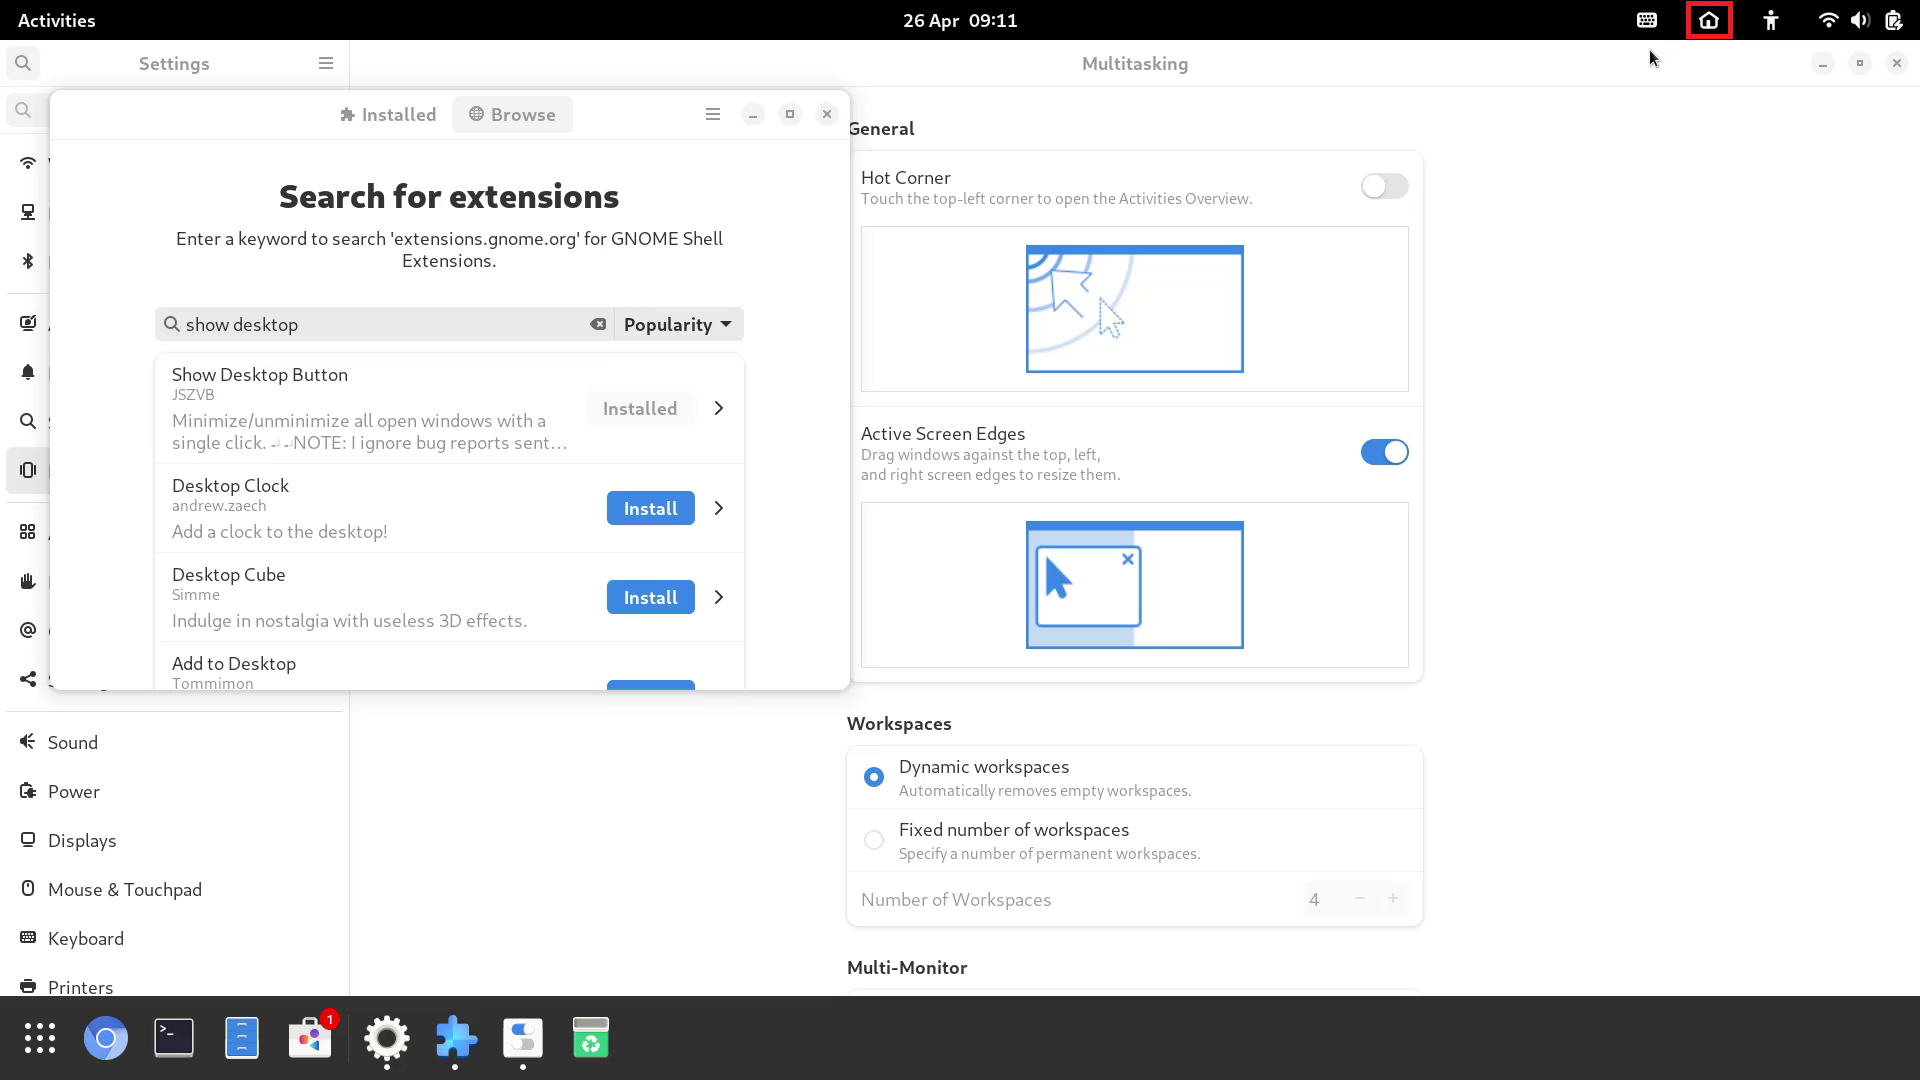 Activities
26 Apr 09:11
Settings
Multitasking
Installed
Browse
Search for extensions
Enter a keyword to search 'extensions.gnome.org' for GNOME Shell
Extensions.
show desktop
Popularity
Show Desktop Button
JSZVB
Minimize/unminimize all open windows with a
single click. --NOTE: I ignore bug reports sent...
Installed
Desktop Clock
andrew.zaech
Add a clock to the desktop!
Install
Desktop Cube
Simme
Indulge in nostalgia with useless 3D effects.
Install
Add to Desktop
Tommimon
General
Hot Corner
Touch the top-left corner to open the Activities Overview.
Active Screen Edges
Drag windows against the top, left,
and right screen edges to resize them.
Workspaces
Dynamic workspaces
Automatically removes empty workspaces.
Fixed number of workspaces
Specify a number of permanent workspaces.
Number of Workspaces
4
Multi-Monitor
Sound
Power
Displays
Mouse & Touchpad
Keyboard
Printers
>_
1